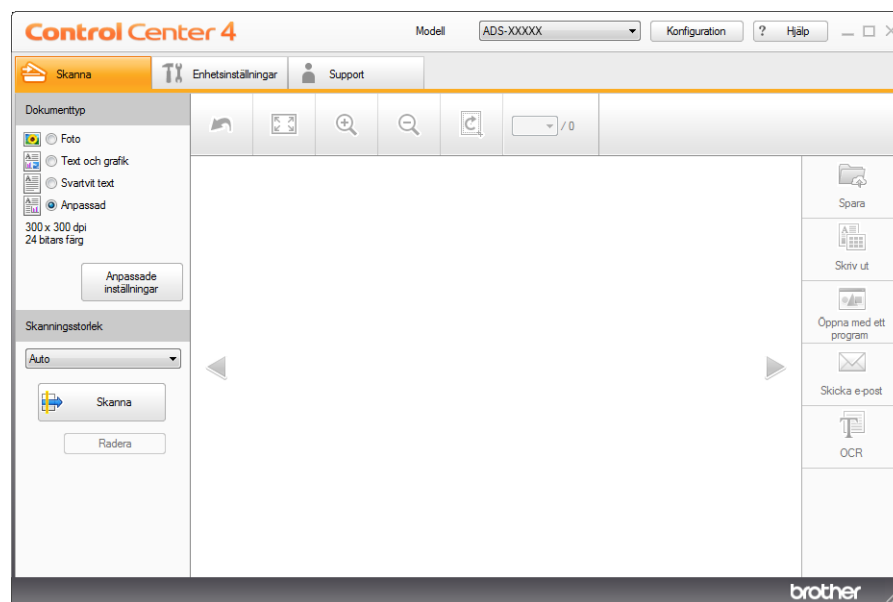 Control Center 4
Modell
ADS-XXXXX
Konfiguration
? Hjälp
Skanna
Enhetsinställningar
Support
Dokumenttyp
Foto
Text och grafik
Svartvit text
Anpassad
300 x 300 dpi
24 bitars färg
Anpassade
inställningar
Skanningsstorlek
Auto
Skanna
Radera
/ 0
Spara
Skriv ut
Öppna med ett
program
Skicka e-post
OCR
brother